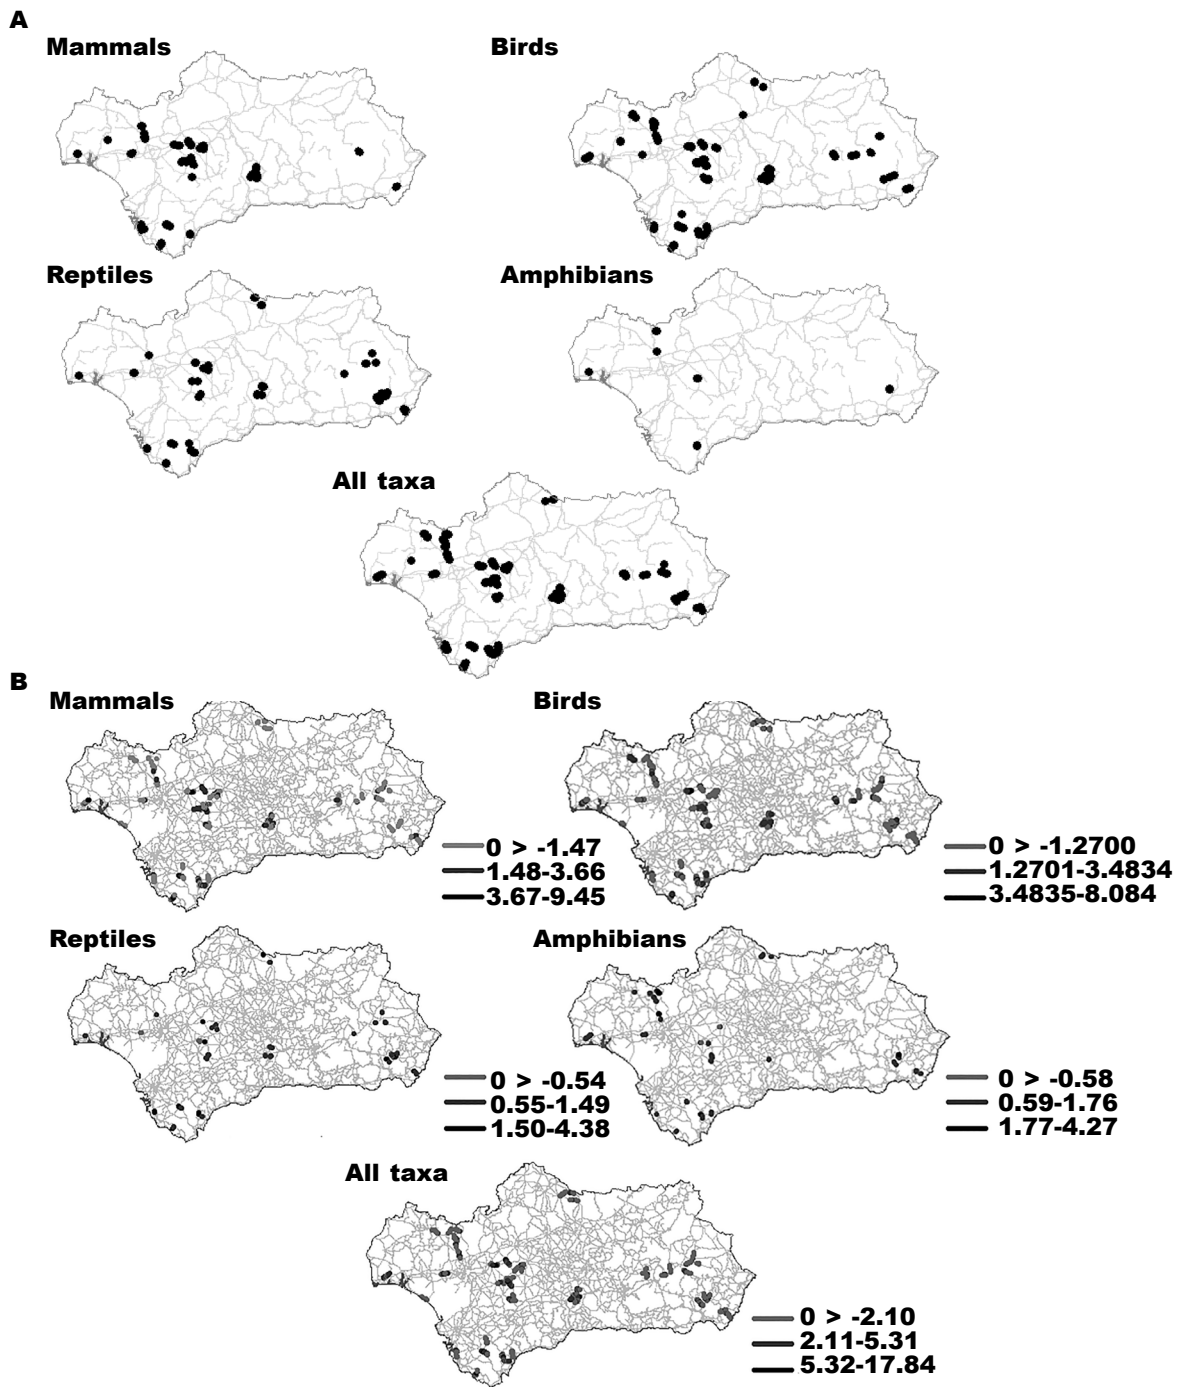 A
Mammals
Birds
Reptiles
Amphibians
All taxa
B
Mammals
0 > -1.47
1.48-3.66
3.67-9.45
Birds
0 > -1.2700
1.2701-3.4834
3.4835-8.084
Reptiles
0 > -0.54
0.55-1.49
1.50-4.38
Amphibians
0 > -0.58
0.59-1.76
1.77-4.27
All taxa
0 > -2.10
2.11-5.31
5.32-17.84